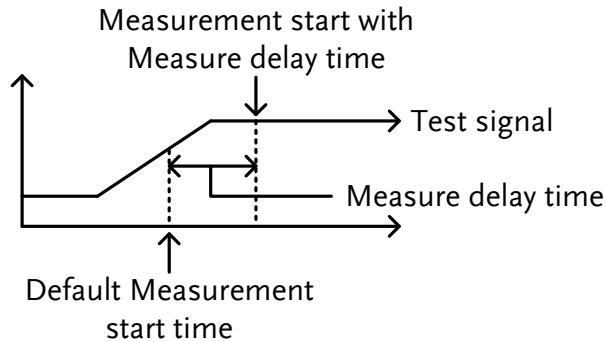 Measurement start with
Measure delay time
Test signal
Measure delay time
Default Measurement
start time